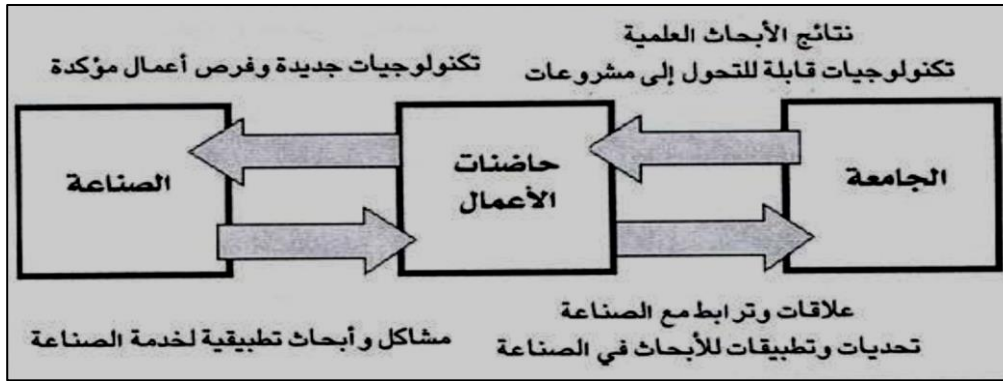 نتائج الأبحاث العلمية
تكنولوجيات قابلة للتحول إلى مشروعات
تكنولوجيات جديدة وفرص أعمال مؤكدة
الجامعة
حاضنات
الأعمال
الصناعة
علاقات وترابط مع الصناعة
تحديات وتطبيقات للأبحاث في الصناعة
مشاكل وأبحاث تطبيقية لخدمة الصناعة